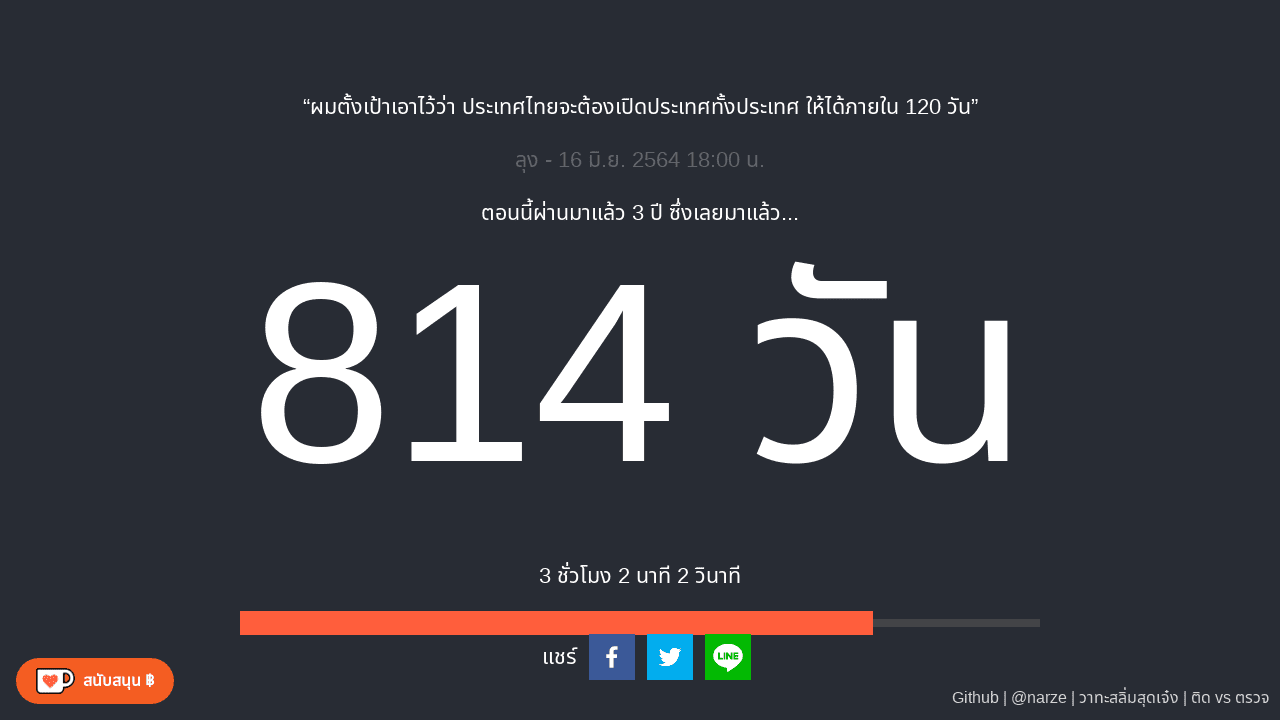 “ผมตั้งเป้าเอาไว้ว่า ประเทศไทยจะต้องเปิดประเทศทั้งประเทศ ให้ได้ภายใน 120 วัน”
ลุง - 16 มิ.ย. 2564 18:00 น.
ตอนนี้ผ่านมาแล้ว 3 ปี ซึ่งเลยมาแล้ว...
814 วัน
3 ชั่วโมง 2 นาที 2 วินาที
แชร์
LINE
สนับสนุน ฿
Github | @narze | วาทะสลิ่มสุดเจ๋ง | ติด vs ตรวจ